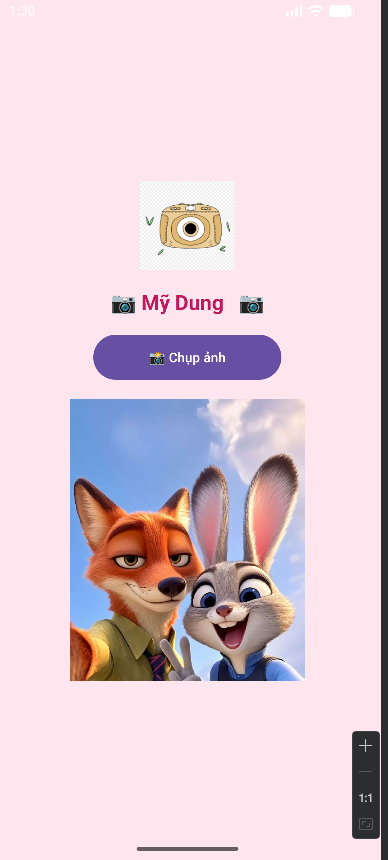 1:30
📷 Mỹ Dung 📷
📸 Chụp ảnh
1:1